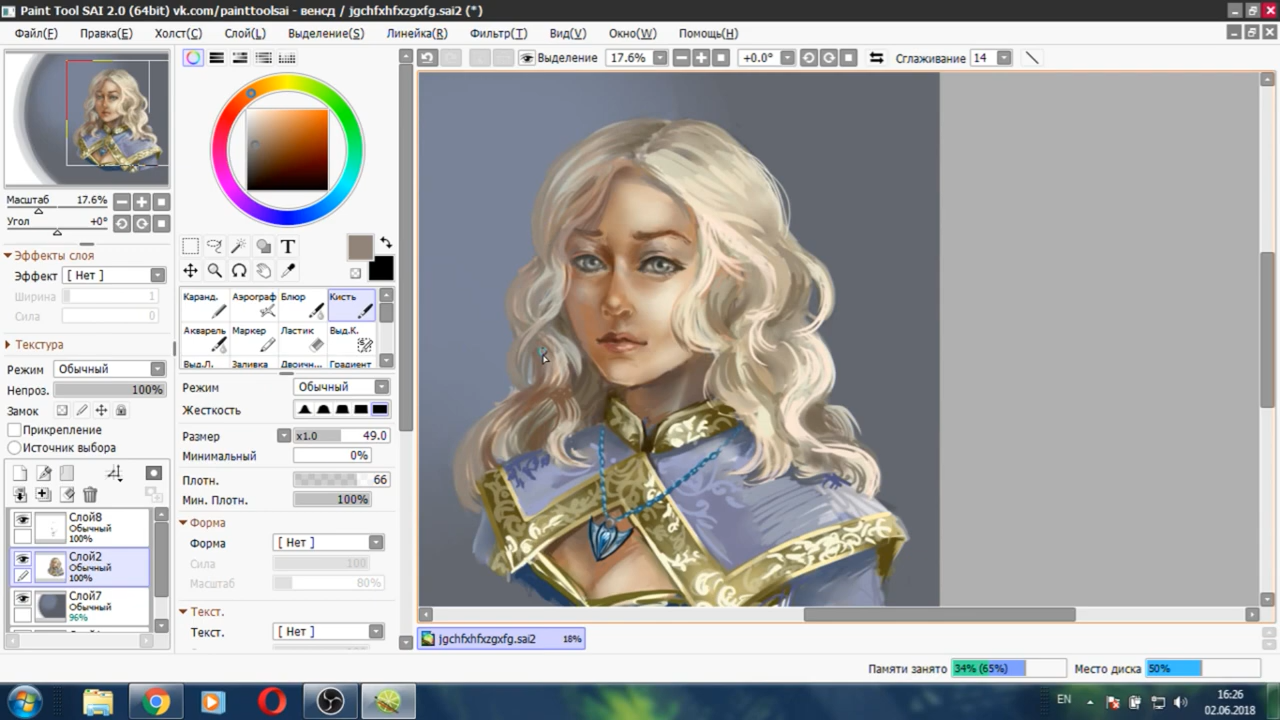 Paint Tool SAI 2.0 (64bit) vk.com/painttoolsai - венсд / jgchfxhfxzgxfg.sai2 (*)
Файл(F) Правка(E) Холст(C) Слой(L) Выделение(S) Линейка(R) Фильтр(T) Вид(V) Окно(W) Помощь(H)
Выделение 17.6% +0.0° Сглаживание 14
Масштаб 17.6%
Угол +0°
Эффекты слоя
Эффект [ Нет ]
Ширина 1
Сила 0
Текстура
Режим Обычный
Непроз. 100%
Замок
Прикрепление
Источник выбора
Слой8
Обычный
100%
Слой2
Обычный
100%
Слой7
Обычный
96%
T
Каранд. Аэрограф Блюр Кисть
Акварель Маркер Ластик Выд.К.
Выд.Л. Заливка Двоичн... Градиент
Режим Обычный
Жесткость
Размер x1.0 49.0
Минимальный 0%
Плотн. 66
Мин. Плотн. 100%
Форма
Форма [ Нет ]
Сила 100
Масштаб 80%
Текст.
Текст. [ Нет ]
jgchfxhfxzgxfg.sai2 18%
Памяти занято 34% (65%) Место диска 50%
EN 16:26
02.06.2018